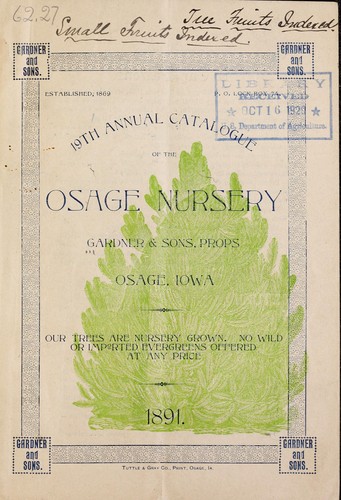 62.27
Tree Fruits Indexed.
Small Fruits Indexed.
GARDNER
and
SONS.
GARDNER
and
SONS.
ESTABLISHED, 1869
P. O. LOCK BOX
LIBRARY
RECEIVED
★ OCT 16 1920 ★
U. S. Department of Agriculture.
19TH ANNUAL CATALOGUE
OF THE
OSAGE NURSERY
GARDNER & SONS, PROPS
OSAGE, IOWA
OUR TREES ARE NURSERY GROWN. NO WILD
OR IMPORTED EVERGREENS OFFERED
AT ANY PRICE
1891.
GARDNER
and
SONS.
GARDNER
and
SONS.
TUTTLE & GRAY CO., PRINT, OSAGE, IA.